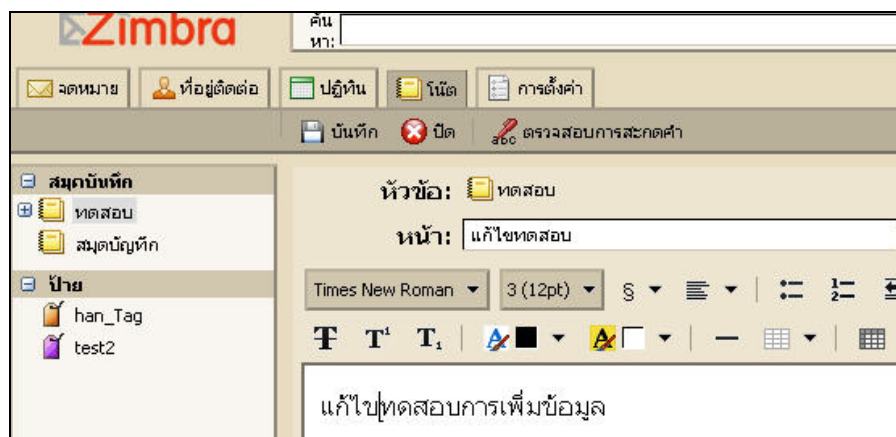 Zimbra
ค้น
หา:
จดหมาย ที่อยู่ติดต่อ ปฏิทิน โน๊ต การตั้งค่า
บันทึก ปิด abc ตรวจสอบการสะกดคำ
สมุดบันทึก
ทดสอบ
สมุดบัญทึก
ป้าย
han_Tag
test2
หัวข้อ: ทดสอบ
หน้า: แก้ไขทดสอบ
Times New Roman 3 (12pt)
แก้ไขทดสอบการเพิ่มข้อมูล